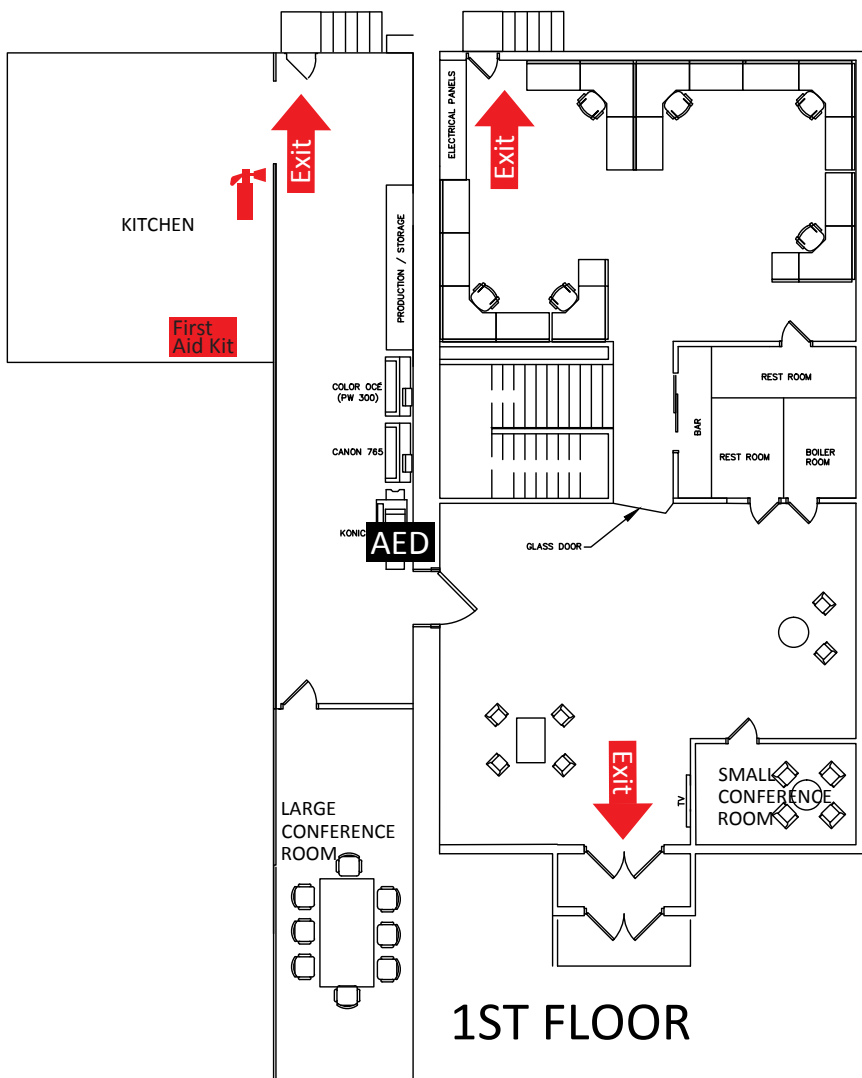 ELECTRICAL PANELS
Exit
Exit
KITCHEN
PRODUCTION / STORAGE
First
Aid Kit
COLOR OCÉ
(PW 300)
REST ROOM
BAR
CANON 765
REST ROOM
BOILER
ROOM
KONIC
AED
GLASS DOOR
Exit
TV
SMALL
CONFERENCE
ROOM
LARGE
CONFERENCE
ROOM
1ST FLOOR